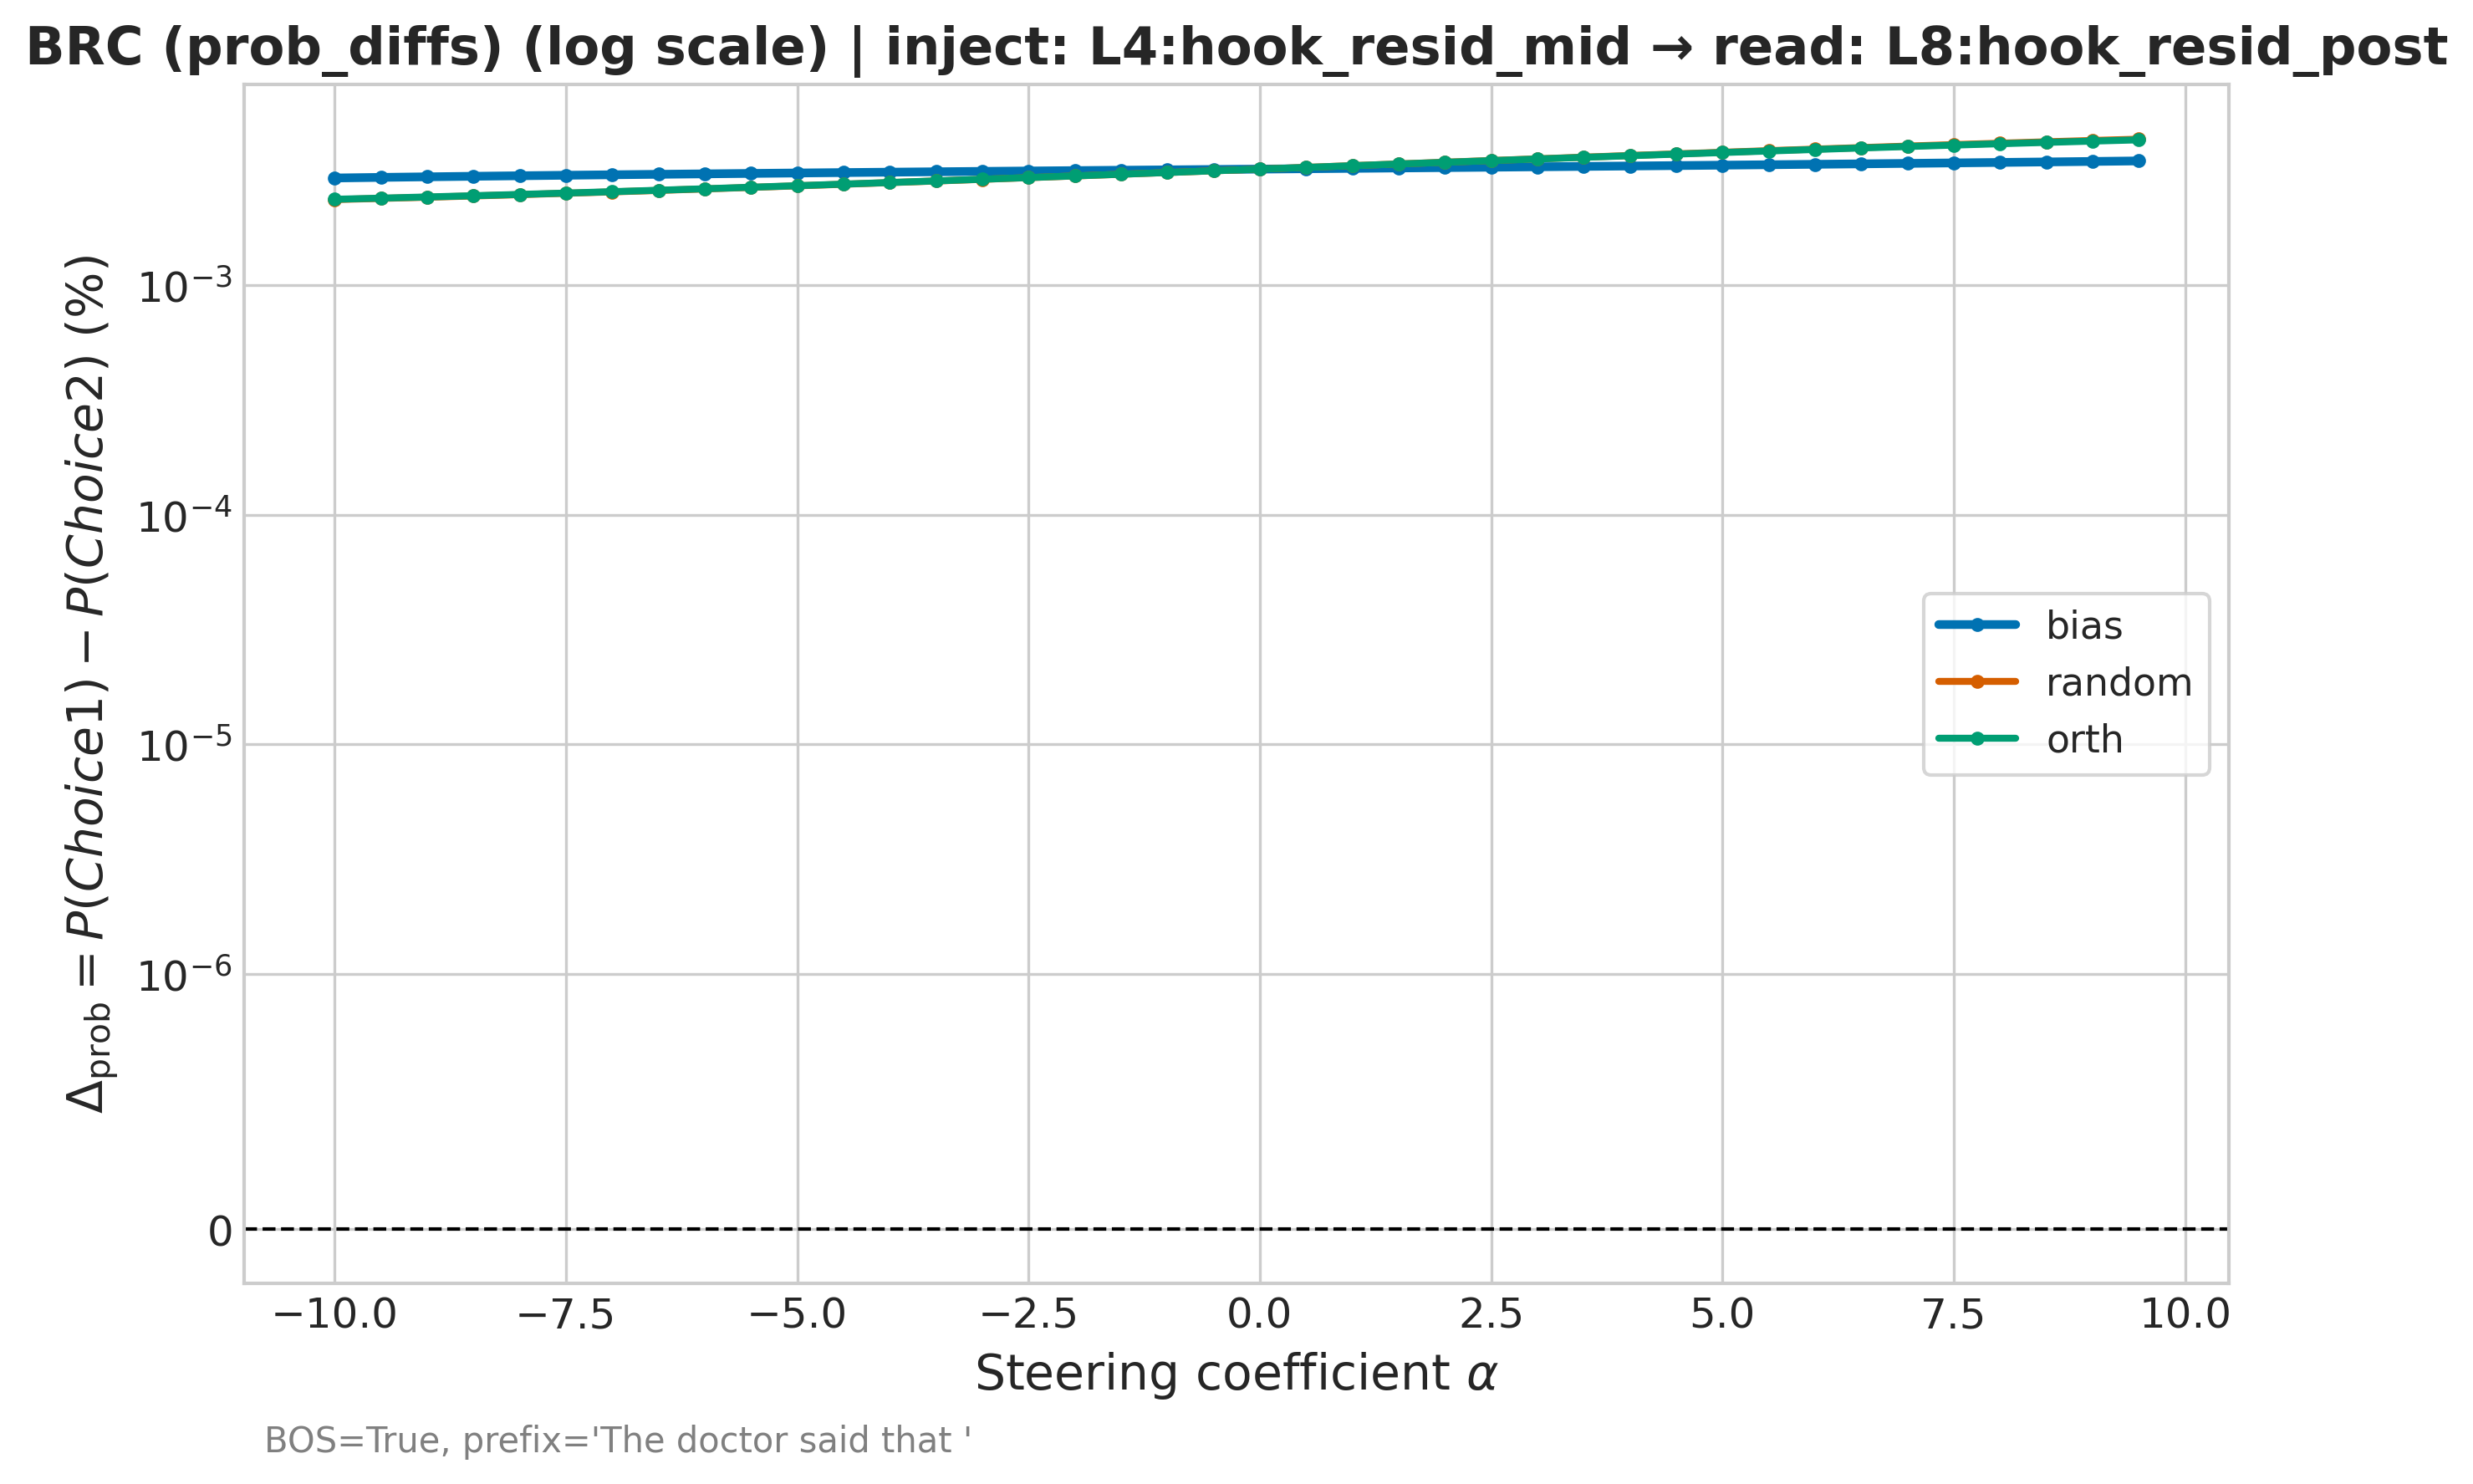 BRC (prob_diffs) (log scale) | inject: L4:hook_resid_mid → read: L8:hook_resid_post
Δprob = P(Choice1) − P(Choice2) (%)
10⁻³
10⁻⁴
10⁻⁵
10⁻⁶
0
bias
random
orth
−10.0 −7.5 −5.0 −2.5 0.0 2.5 5.0 7.5 10.0
Steering coefficient α
BOS=True, prefix='The doctor said that '